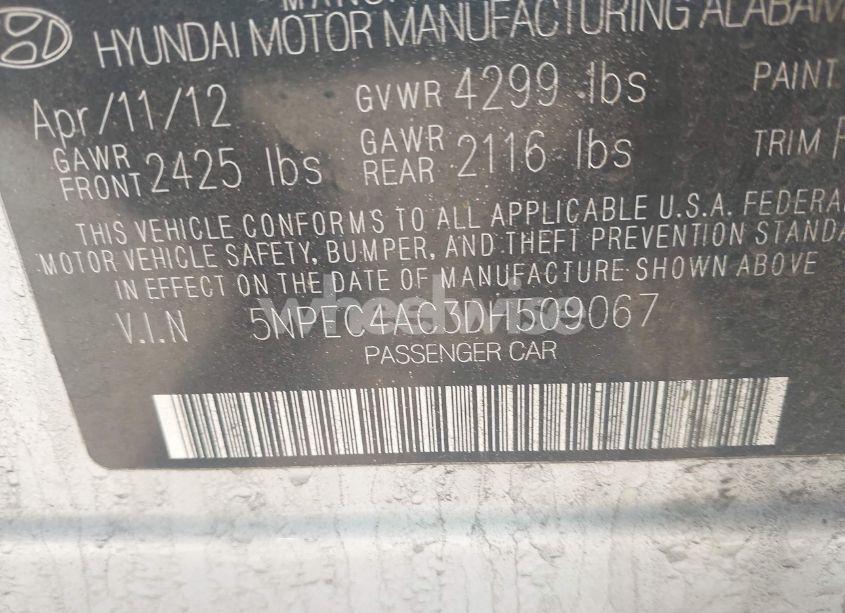 HYUNDAI MOTOR MANUFACTURING ALABAMA
Apr/11/12 GVWR 4299 lbs PAINT
GAWR FRONT 2425 lbs GAWR REAR 2116 lbs TRIM
THIS VEHICLE CONFORMS TO ALL APPLICABLE U.S.A. FEDERAL
MOTOR VEHICLE SAFETY, BUMPER, AND THEFT PREVENTION STANDA
IN EFFECT ON THE DATE OF MANUFACTURE SHOWN ABOVE
V.I.N 5NPEC4AC3DH509067
wheelwise
PASSENGER CAR